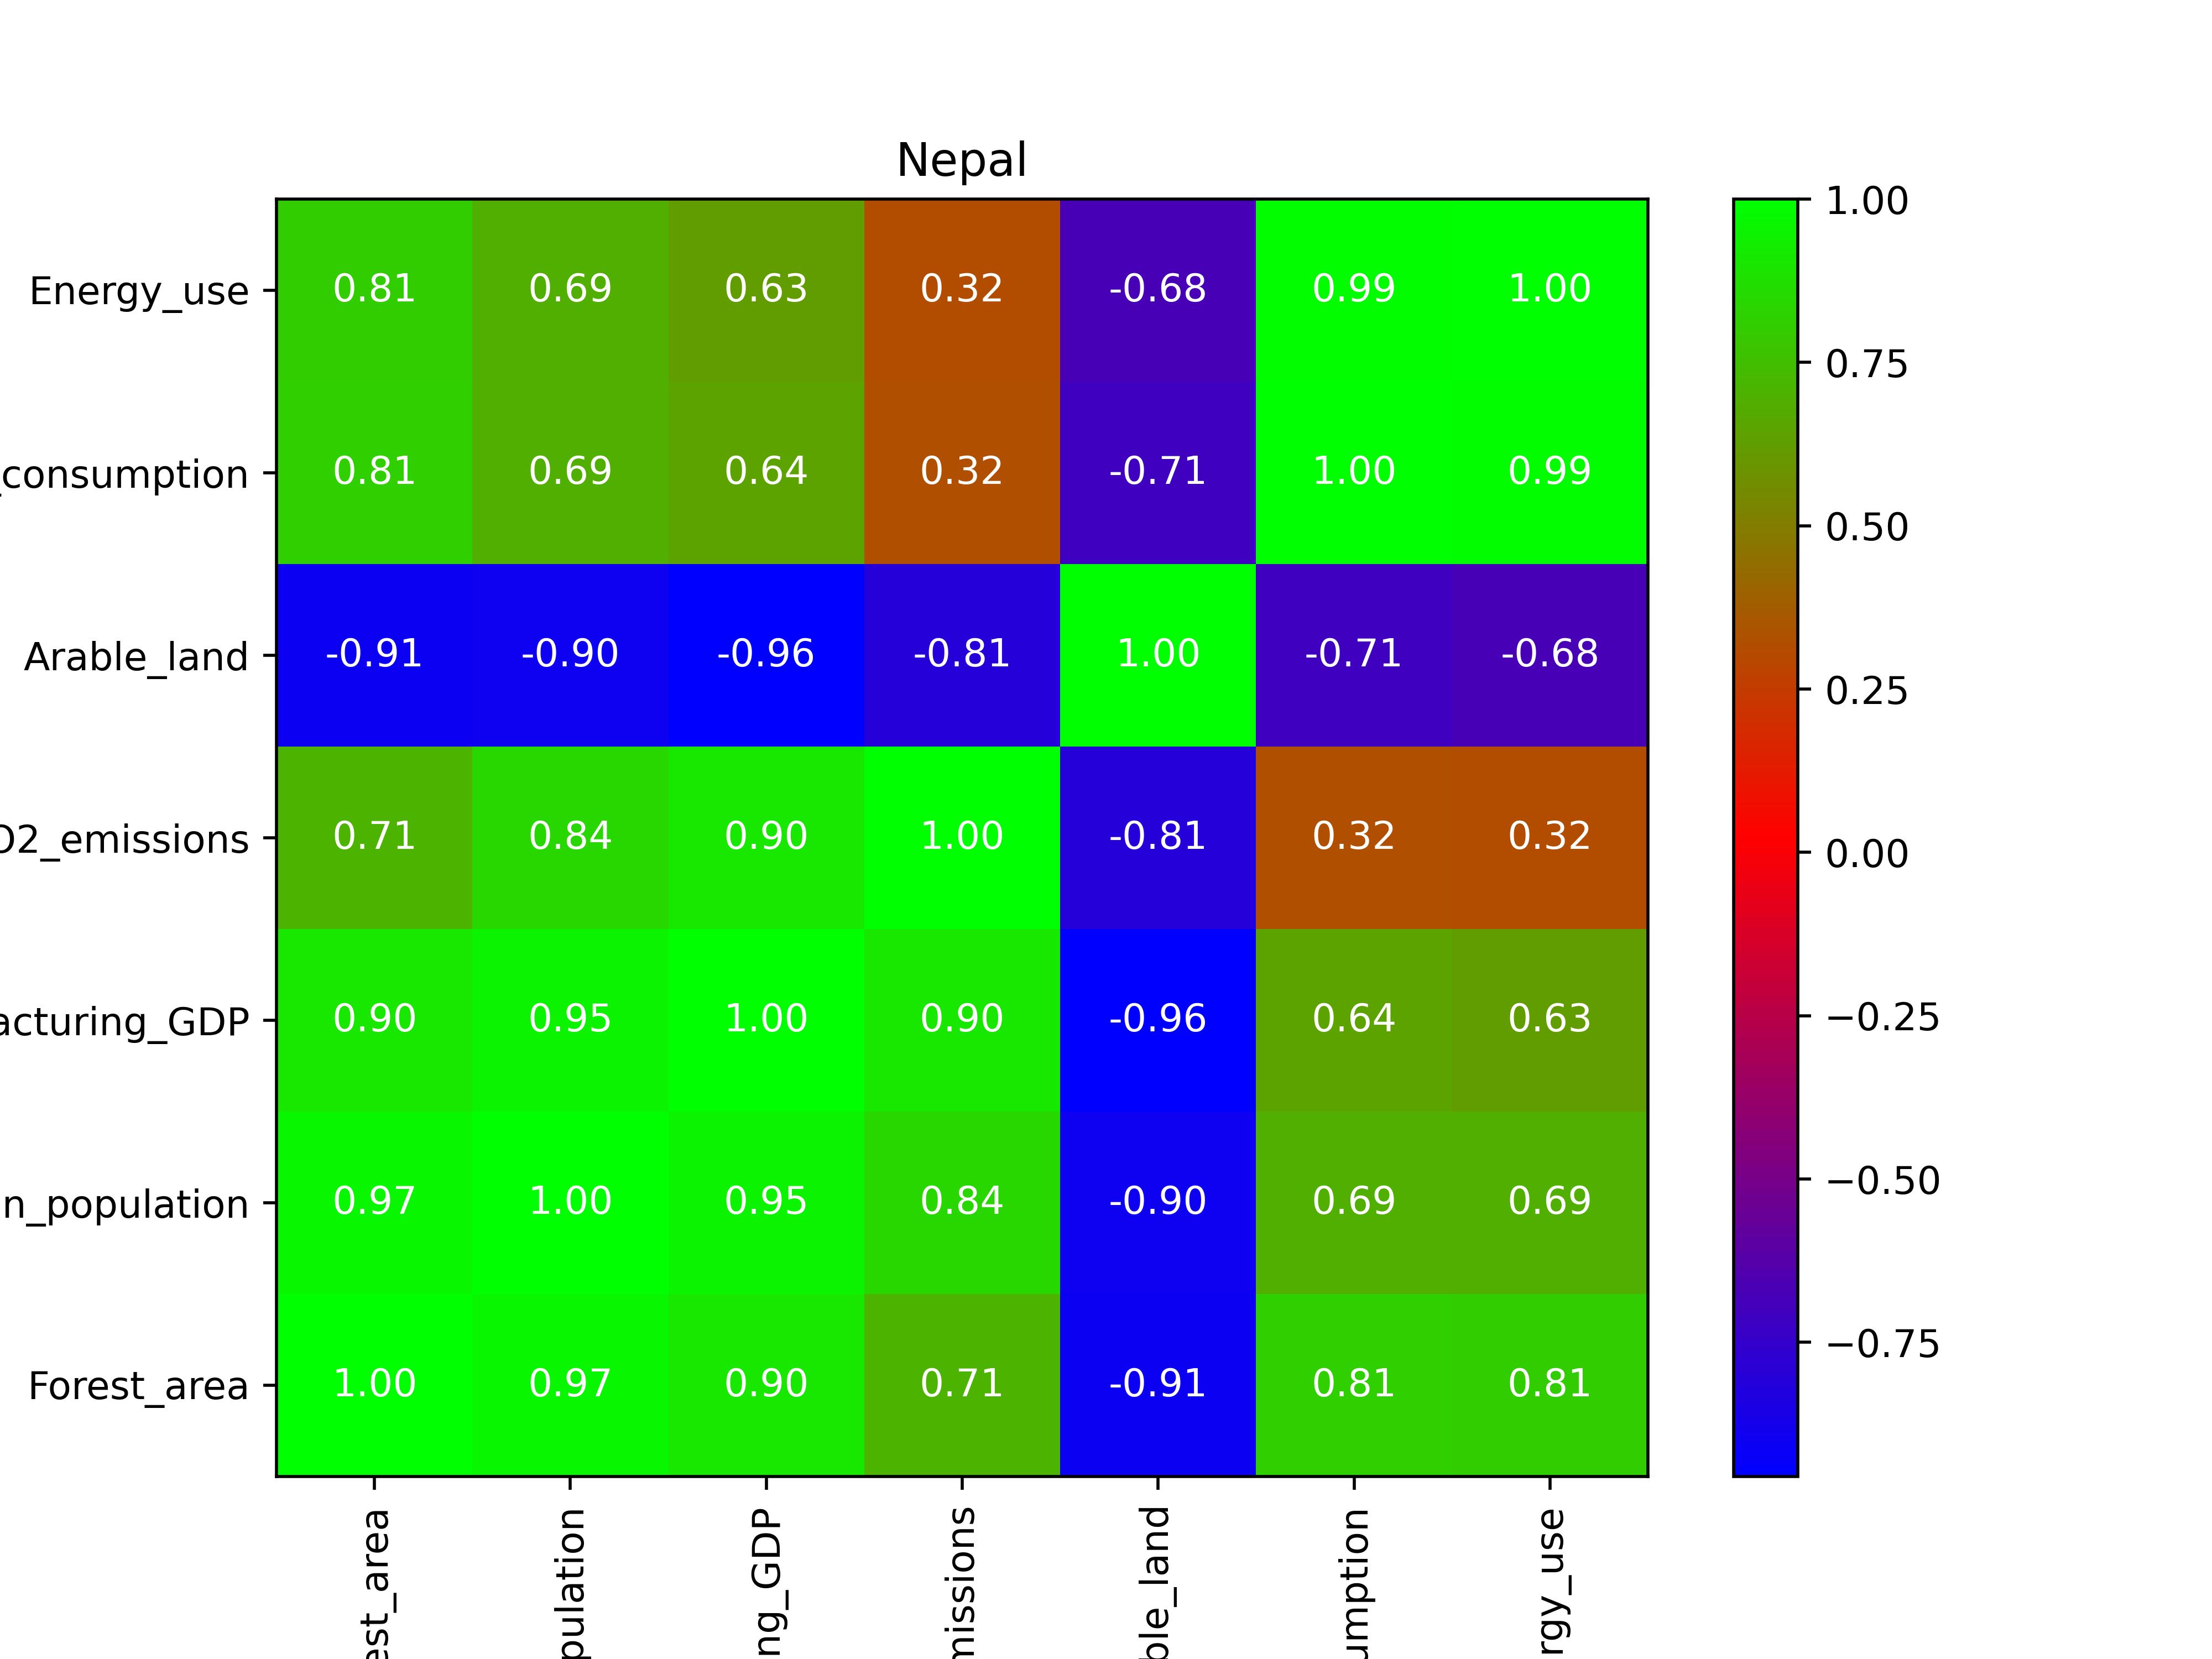 Nepal
Energy_use 0.81 0.69 0.63 0.32 -0.68 0.99 1.00
_consumption 0.81 0.69 0.64 0.32 -0.71 1.00 0.99
Arable_land -0.91 -0.90 -0.96 -0.81 1.00 -0.71 -0.68
O2_emissions 0.71 0.84 0.90 1.00 -0.81 0.32 0.32
acturing_GDP 0.90 0.95 1.00 0.90 -0.96 0.64 0.63
n_population 0.97 1.00 0.95 0.84 -0.90 0.69 0.69
Forest_area 1.00 0.97 0.90 0.71 -0.91 0.81 0.81
est_area
pulation
ng_GDP
missions
ble_land
umption
rgy_use
1.00
0.75
0.50
0.25
0.00
−0.25
−0.50
−0.75